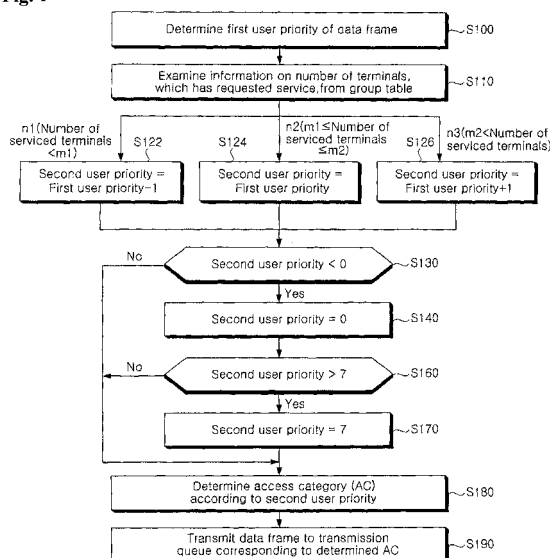 Determine first user priority of data frame
S100
Examine information on number of terminals,
which has requested service,from group table
S110
n1(Number of
serviced terminals
<m1)
S122
Second user priority =
First user priority-1
n2(m1≤Number of
serviced terminals
≤m2)
S124
Second user priority =
First user priority
n3(m2<Number of
serviced terminals)
S126
Second user priority =
First user priority+1
No
Second user priority < 0
S130
Yes
Second user priority = 0
S140
No
Second user priority > 7
S160
Yes
Second user priority = 7
S170
Determine access category (AC)
according to second user priority
S180
Transmit data frame to transmission
queue corresponding to determined AC
S190